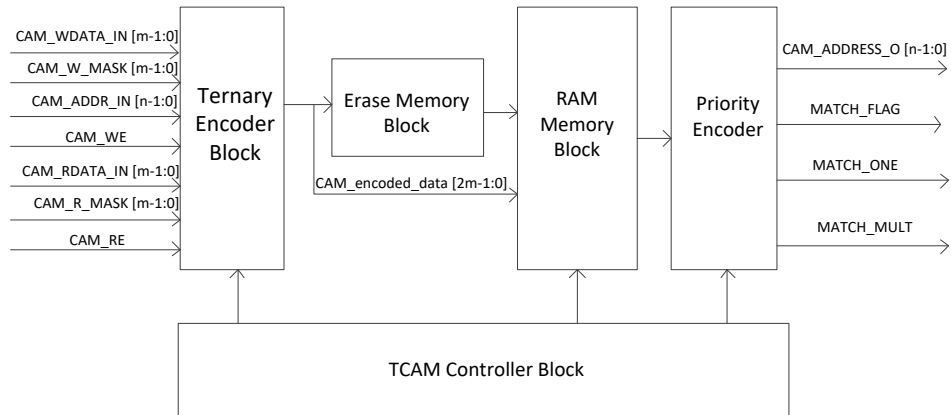 CAM_WDATA_IN [m-1:0]
CAM_W_MASK [m-1:0]
CAM_ADDR_IN [n-1:0]
CAM_WE
CAM_RDATA_IN [m-1:0]
CAM_R_MASK [m-1:0]
CAM_RE
Ternary
Encoder
Block
Erase Memory
Block
CAM_encoded_data [2m-1:0]
RAM
Memory
Block
Priority
Encoder
CAM_ADDRESS_O [n-1:0]
MATCH_FLAG
MATCH_ONE
MATCH_MULT
TCAM Controller Block